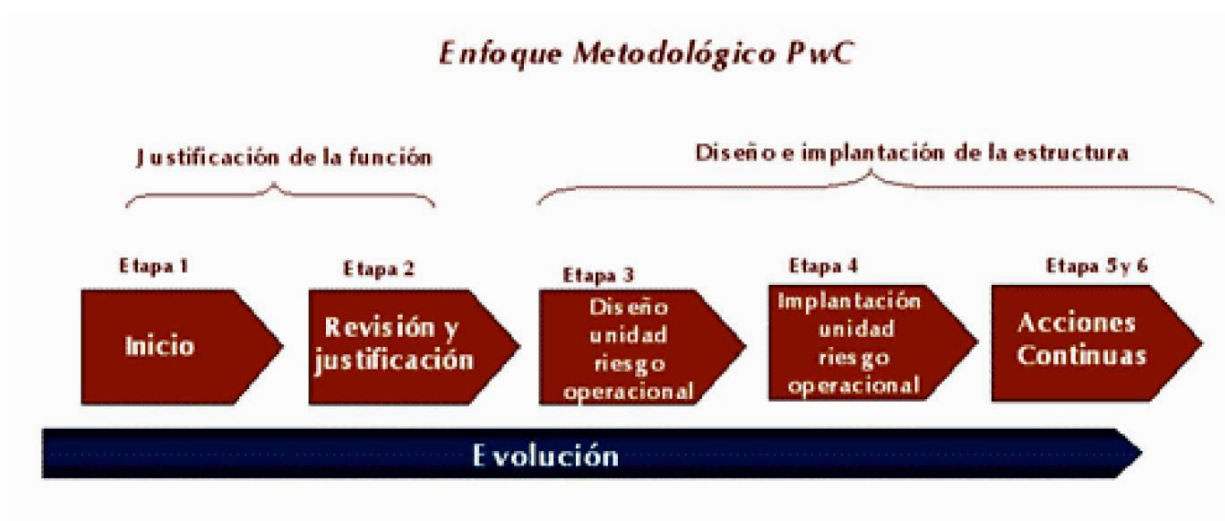 Enfoque Metodológico PwC
Justificación de la función
Diseño e implantación de la estructura
Etapa 1
Etapa 2
Etapa 3
Etapa 4
Etapa 5 y 6
Inicio
Revisión y
justificación
Diseño
unidad
riesgo
operacional
Implantación
unidad
riesgo
operacional
Acciones
Continuas
Evolución